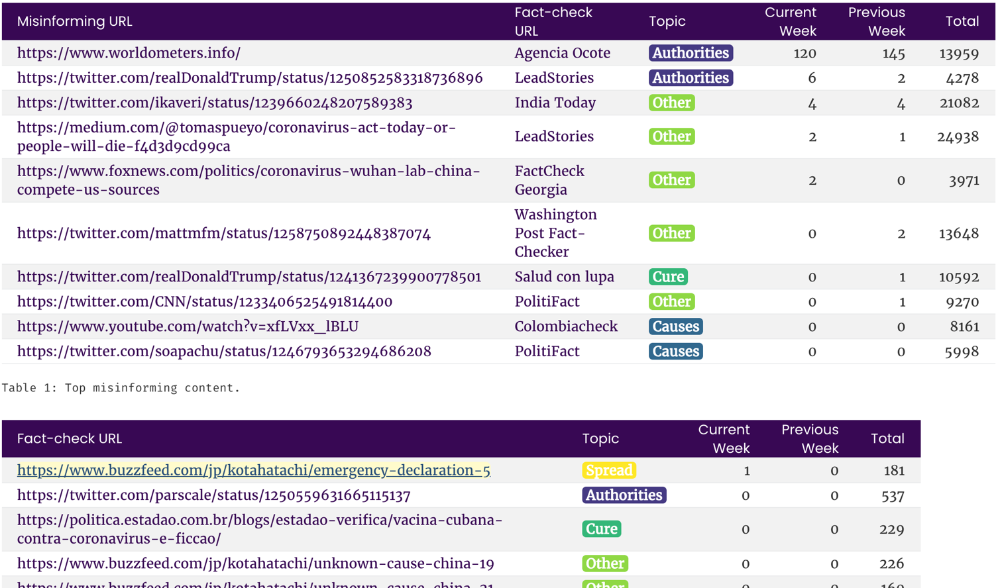 Misinforming URL Fact-check URL Topic Current Week Previous Week Total
https://www.worldometers.info/ Agencia Ocote Authorities 120 145 13959
https://twitter.com/realDonaldTrump/status/1250852583318736896 LeadStories Authorities 6 2 4278
https://twitter.com/ikaveri/status/1239660248207589383 India Today Other 4 4 21082
https://medium.com/@tomaspueyo/coronavirus-act-today-or-
people-will-die-f4d3d9cd99ca LeadStories Other 2 1 24938
https://www.foxnews.com/politics/coronavirus-wuhan-lab-china-
compete-us-sources FactCheck Georgia Other 2 0 3971
https://twitter.com/mattmfm/status/1258750892448387074 Washington Post Fact-Checker Other 0 2 13648
https://twitter.com/realDonaldTrump/status/1241367239900778501 Salud con lupa Cure 0 1 10592
https://twitter.com/CNN/status/1233406525491814400 PolitiFact Other 0 1 9270
https://www.youtube.com/watch?v=xfLVxx_lBLU Colombiacheck Causes 0 0 8161
https://twitter.com/soapachu/status/1246793653294686208 PolitiFact Causes 0 0 5998
Table 1: Top misinforming content.
Fact-check URL Topic Current Week Previous Week Total
https://www.buzzfeed.com/jp/kotahatachi/emergency-declaration-5 Spread 1 0 181
https://twitter.com/parscale/status/1250559631665115137 Authorities 0 0 537
https://politica.estadao.com.br/blogs/estadao-verifica/vacina-cubana-
contra-coronavirus-e-ficcao/ Cure 0 0 229
https://www.buzzfeed.com/jp/kotahatachi/unknown-cause-china-19 Other 0 0 226
https://www.buzzfeed.com/jp/kotahatachi/unknown-cause-china-21 Other 0 0 160